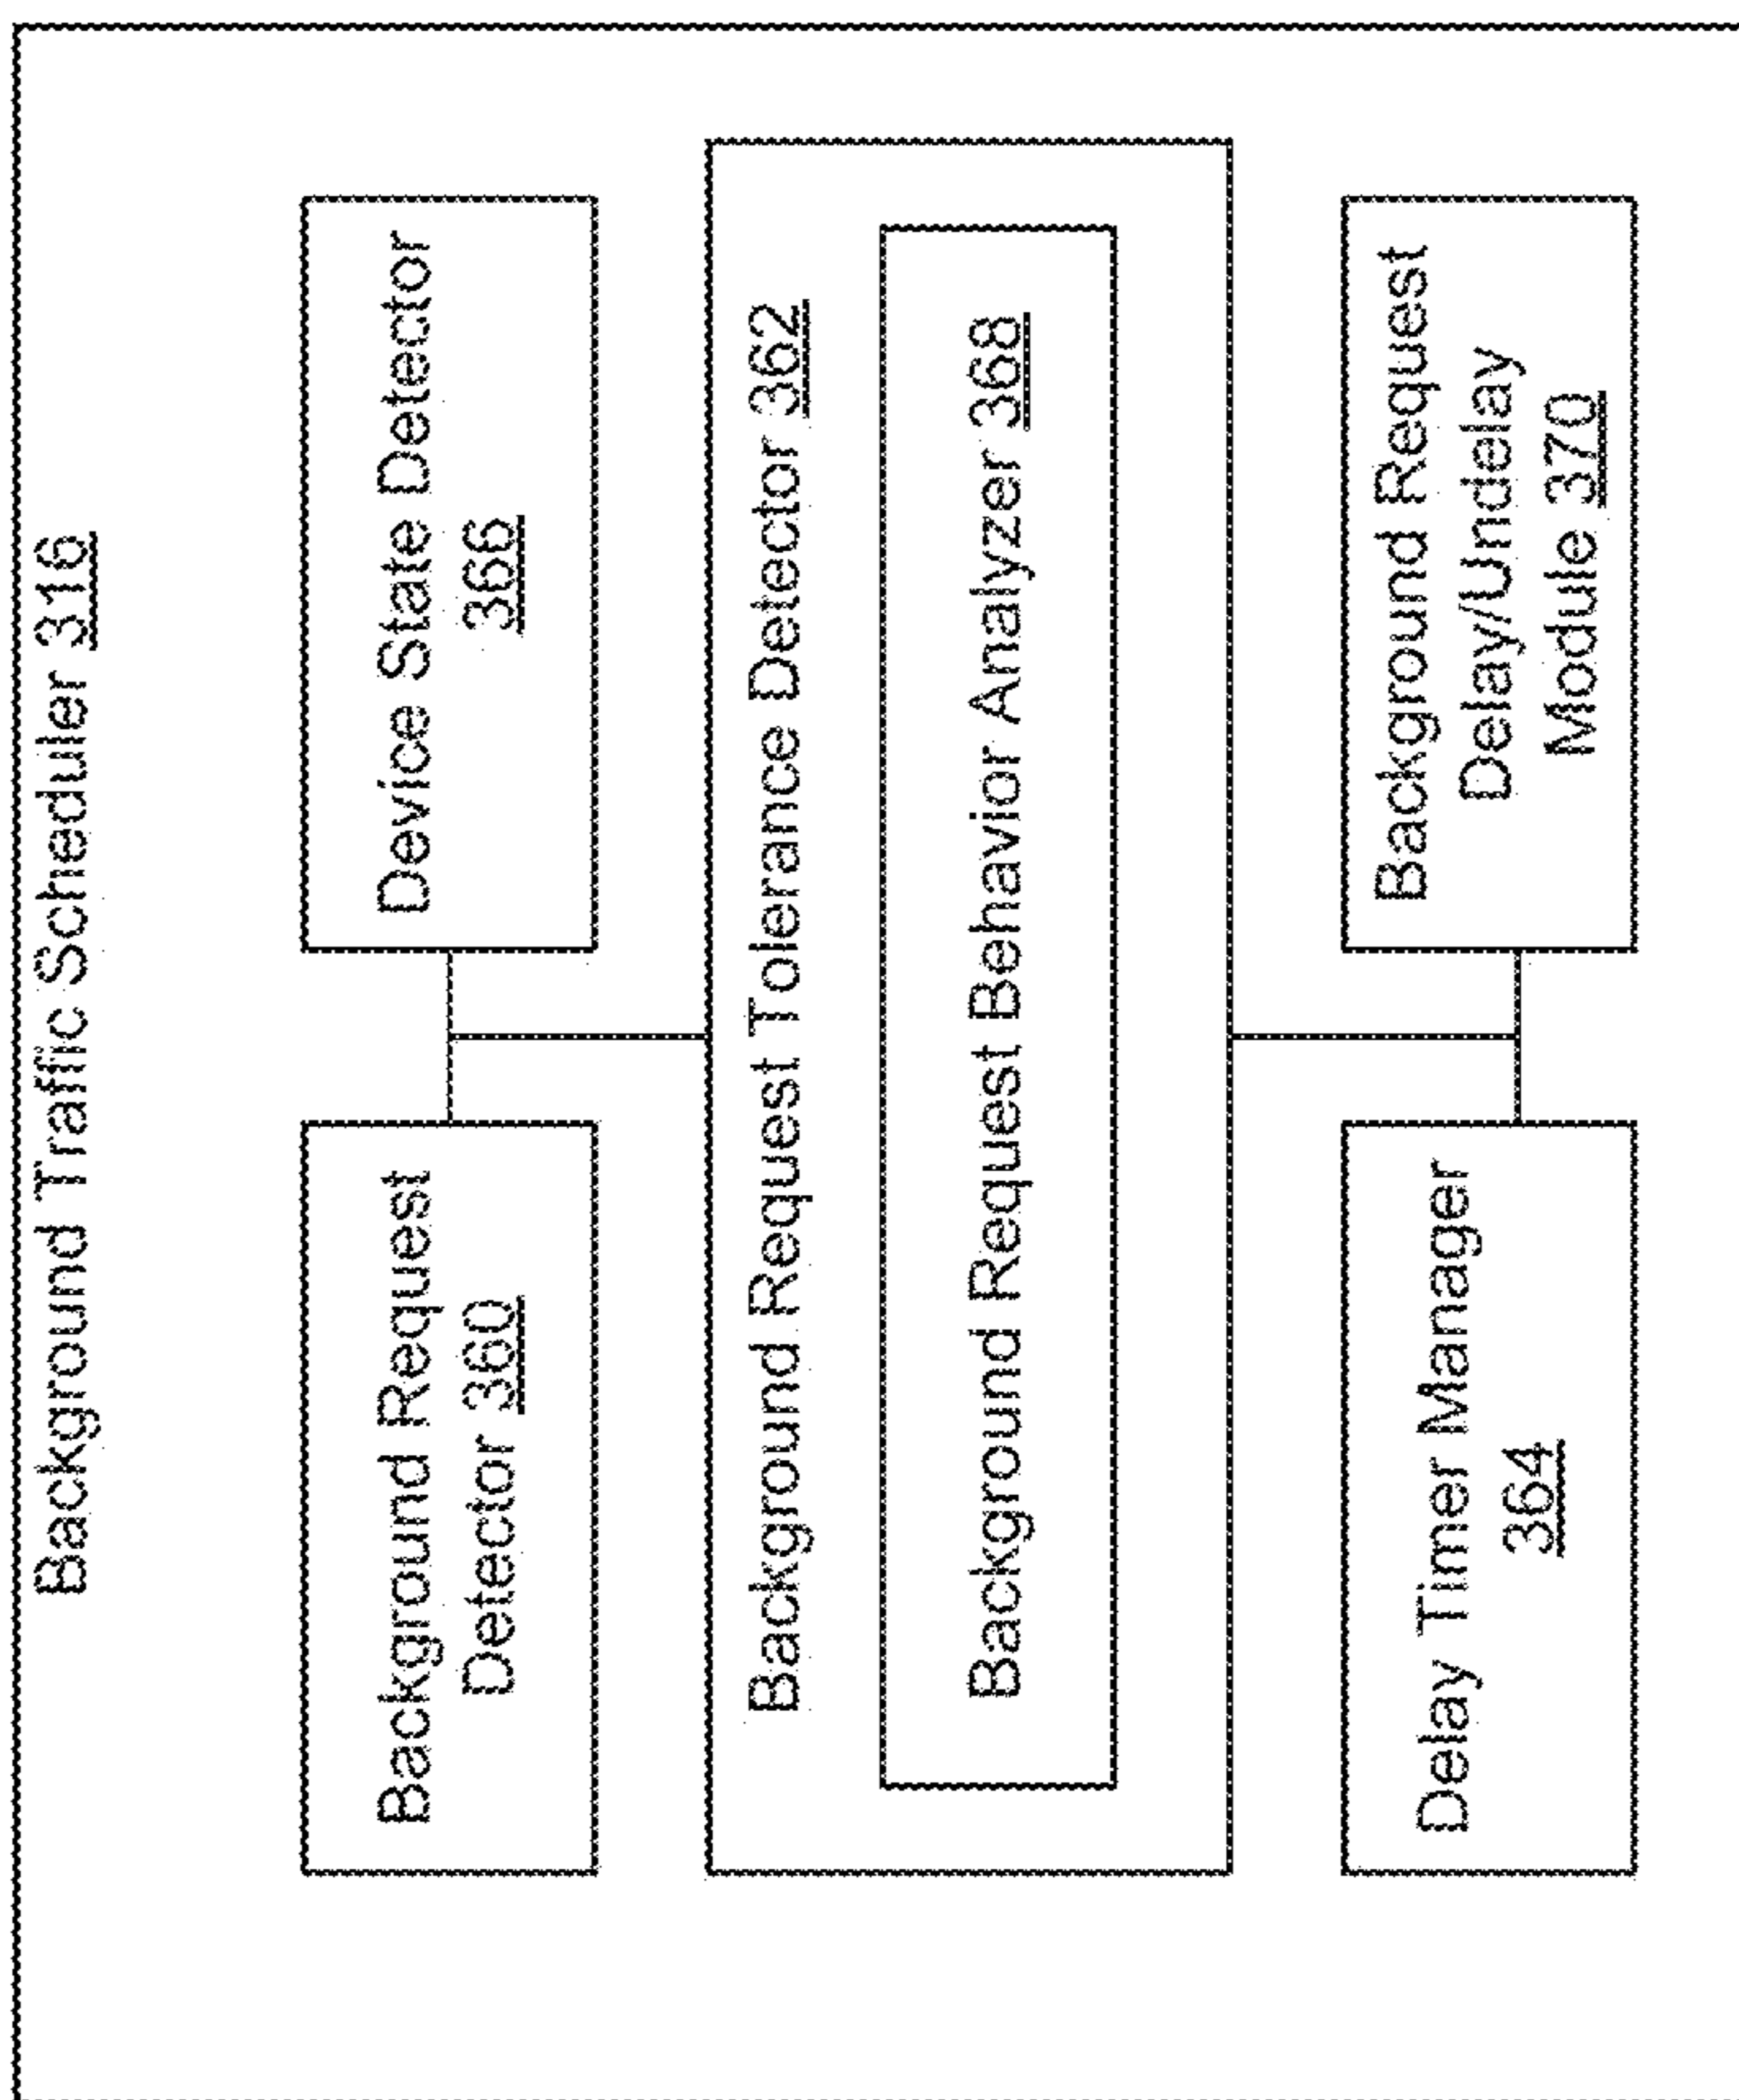 Background Traffic Scheduler 316
Background Request
Detector 360
Device State Detector
366
Background Request Tolerance Detector 362
Background Request Behavior Analyzer 368
Delay Timer Manager
364
Background Request
Delay/Undelay
Module 370